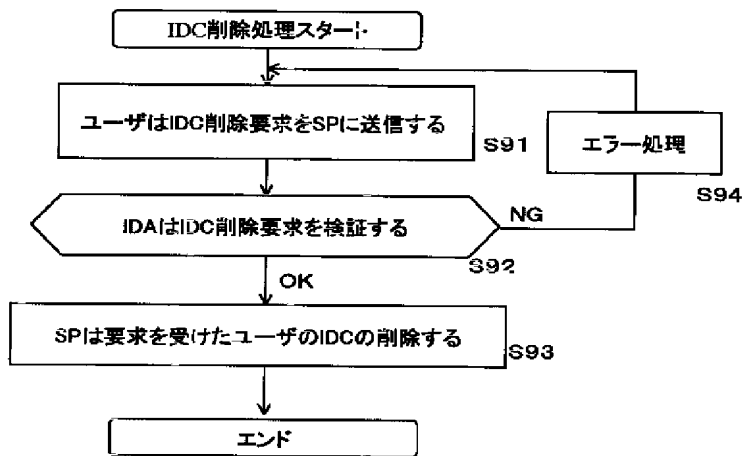 IDC削除処理スタート
ユーザはIDC削除要求をSPに送信する
S91
エラー処理
S94
IDAはIDC削除要求を検証する
NG
S92
OK
SPは要求を受けたユーザのIDCの削除する
S93
エンド